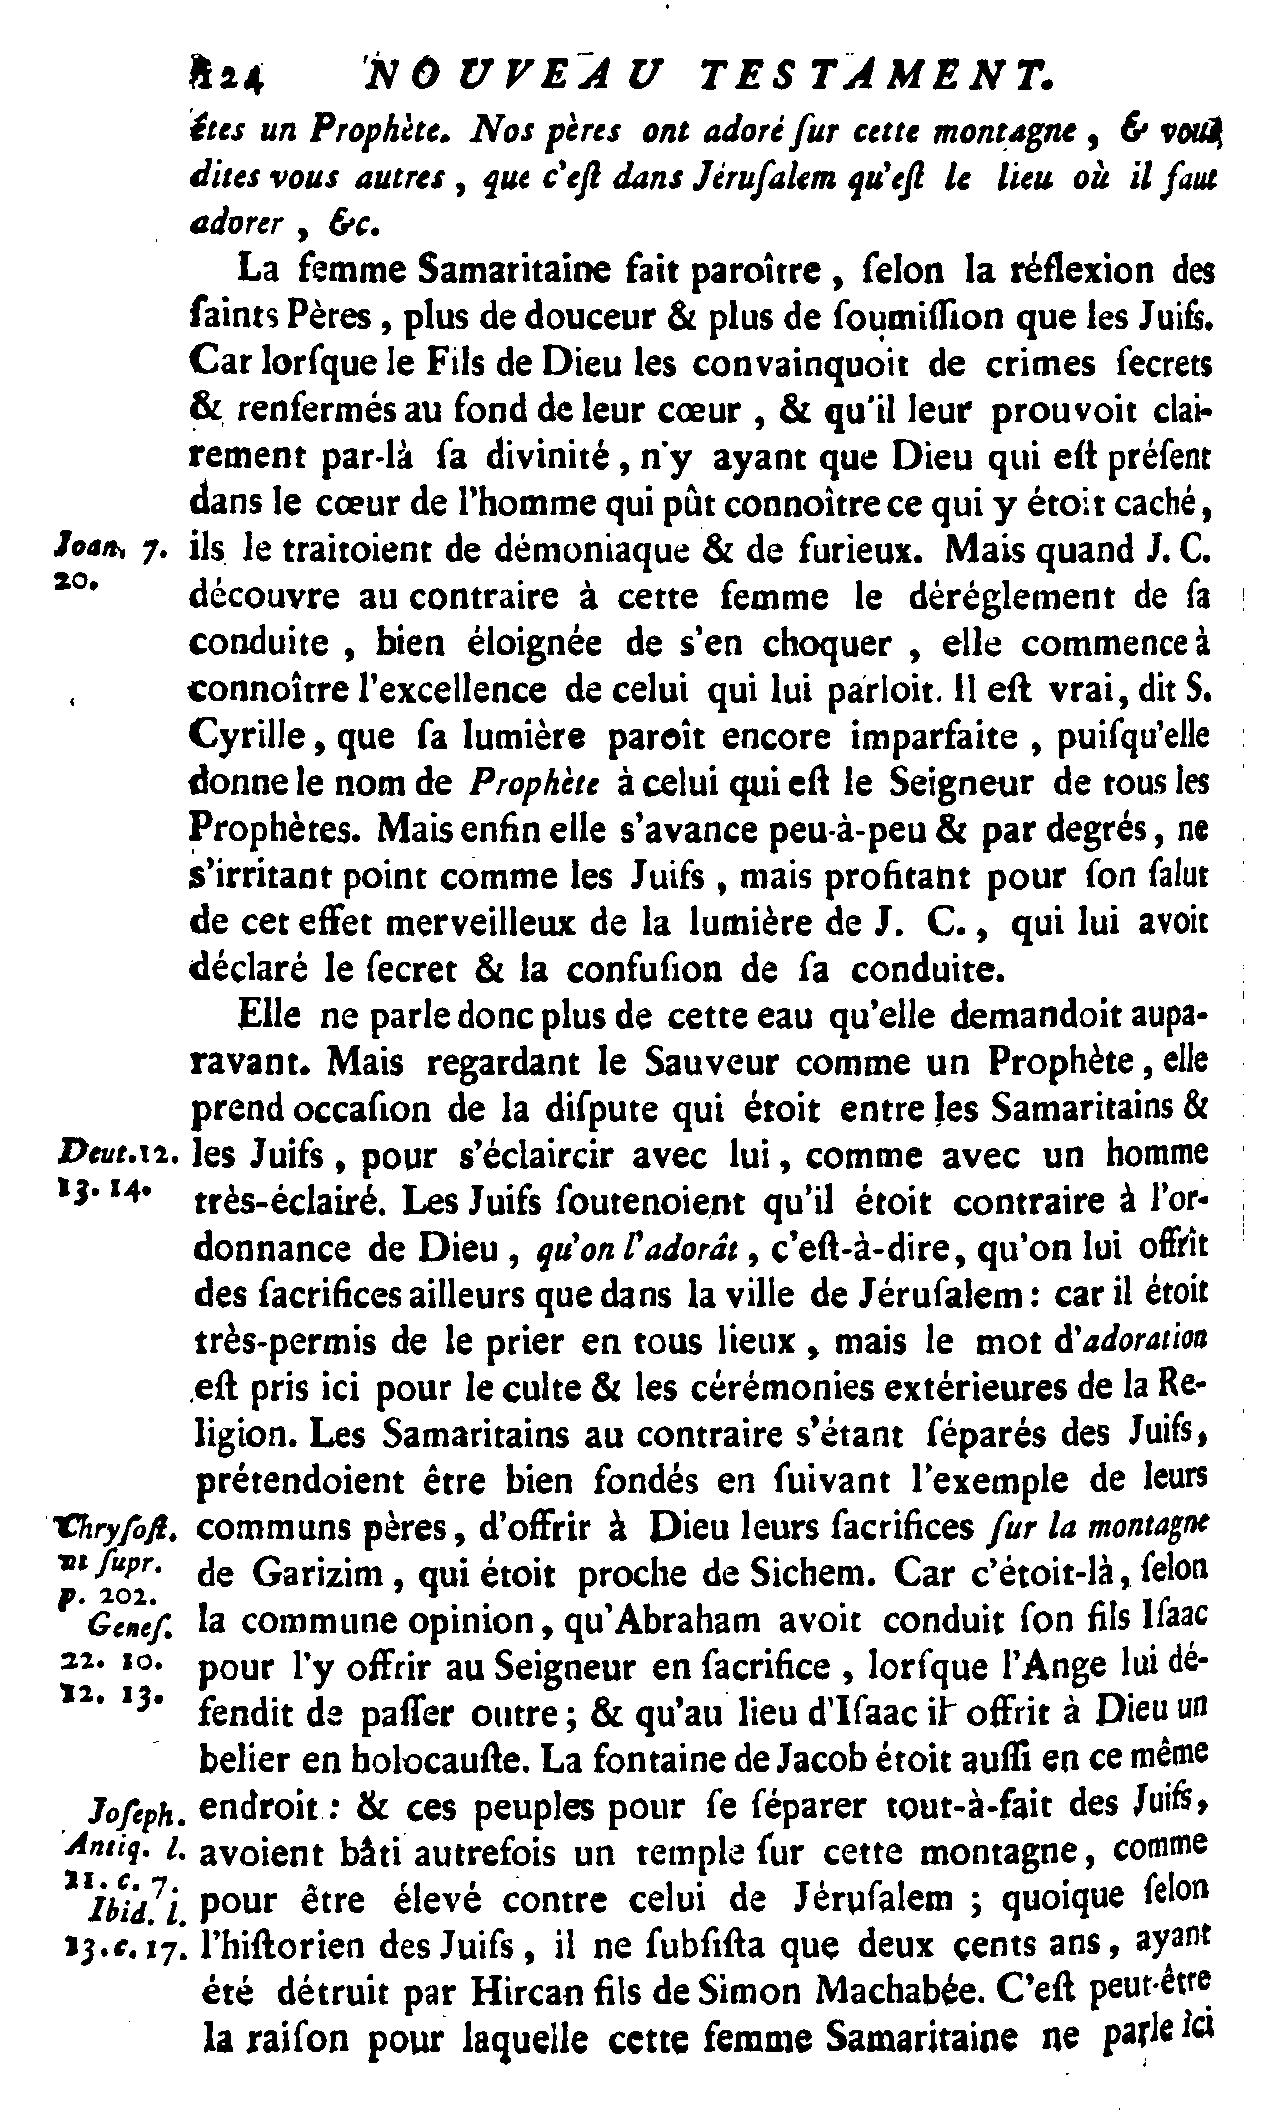 124 NOUVEAU TESTAMENT.
êtes un Prophète. Nos pères ont adoré ſur cette montagne, & vous
dites vous autres, que c'eſt dans Jéruſalem qu'eſt le lieu où il faut
adorer, &c.
La femme Samaritaine fait paroître, ſelon la réflexion des
ſaints Pères, plus de douceur & plus de ſoumiſſion que les Juifs.
Car lorſque le Fils de Dieu les convainquoit de crimes ſecrets
& renfermés au fond de leur cœur, & qu'il leur prouvoit clai-
rement par-là ſa divinité, n'y ayant que Dieu qui eſt préſent
dans le cœur de l'homme qui pût connoître ce qui y étoit caché,
Joan. 7. ils le traitoient de démoniaque & de furieux. Mais quand J. C.
20. découvre au contraire à cette femme le déréglement de ſa
conduite, bien éloignée de s'en choquer, elle commence à
connoître l'excellence de celui qui lui parloit. Il eſt vrai, dit S.
Cyrille, que ſa lumière paroît encore imparfaite, puiſqu'elle
donne le nom de Prophète à celui qui eſt le Seigneur de tous les
Prophètes. Mais enfin elle s'avance peu-à-peu & par degrés, ne
s'irritant point comme les Juifs, mais profitant pour ſon ſalut
de cet effet merveilleux de la lumière de J. C., qui lui avoit
déclaré le ſecret & la confuſion de ſa conduite.
Elle ne parle donc plus de cette eau qu'elle demandoit aupa-
ravant. Mais regardant le Sauveur comme un Prophète, elle
prend occaſion de la diſpute qui étoit entre les Samaritains &
Deut. 12. les Juifs, pour s'éclaircir avec lui, comme avec un homme
13. 14. très-éclairé. Les Juifs ſoutenoient qu'il étoit contraire à l'or-
donnance de Dieu, qu'on l'adorât, c'eſt-à-dire, qu'on lui offrît
des ſacrifices ailleurs que dans la ville de Jéruſalem: car il étoit
très-permis de le prier en tous lieux, mais le mot d'adoration
eſt pris ici pour le culte & les cérémonies extérieures de la Re-
ligion. Les Samaritains au contraire s'étant ſéparés des Juifs,
prétendoient être bien fondés en ſuivant l'exemple de leurs
Chryſoſt. communs pères, d'offrir à Dieu leurs ſacrifices ſur la montagne
ut ſupr. de Garizim, qui étoit proche de Sichem. Car c'étoit-là, ſelon
p. 202.
Geneſ. la commune opinion, qu'Abraham avoit conduit ſon fils Iſaac
22. 10. pour l'y offrir au Seigneur en ſacrifice, lorſque l'Ange lui dé-
12. 13. fendit de paſſer outre; & qu'au lieu d'Iſaac il offrit à Dieu un
belier en holocauſte. La fontaine de Jacob étoit auſſi en ce même
Joſeph. endroit: & ces peuples pour ſe ſéparer tout-à-fait des Juifs,
Antiq. l. avoient bâti autrefois un temple ſur cette montagne, comme
11. c. 7.
Ibid. l. pour être élevé contre celui de Jéruſalem; quoique ſelon
13. c. 17. l'hiſtorien des Juifs, il ne ſubſiſta que deux cents ans, ayant
été détruit par Hircan fils de Simon Machabée. C'eſt peut-être
la raiſon pour laquelle cette femme Samaritaine ne parle ici